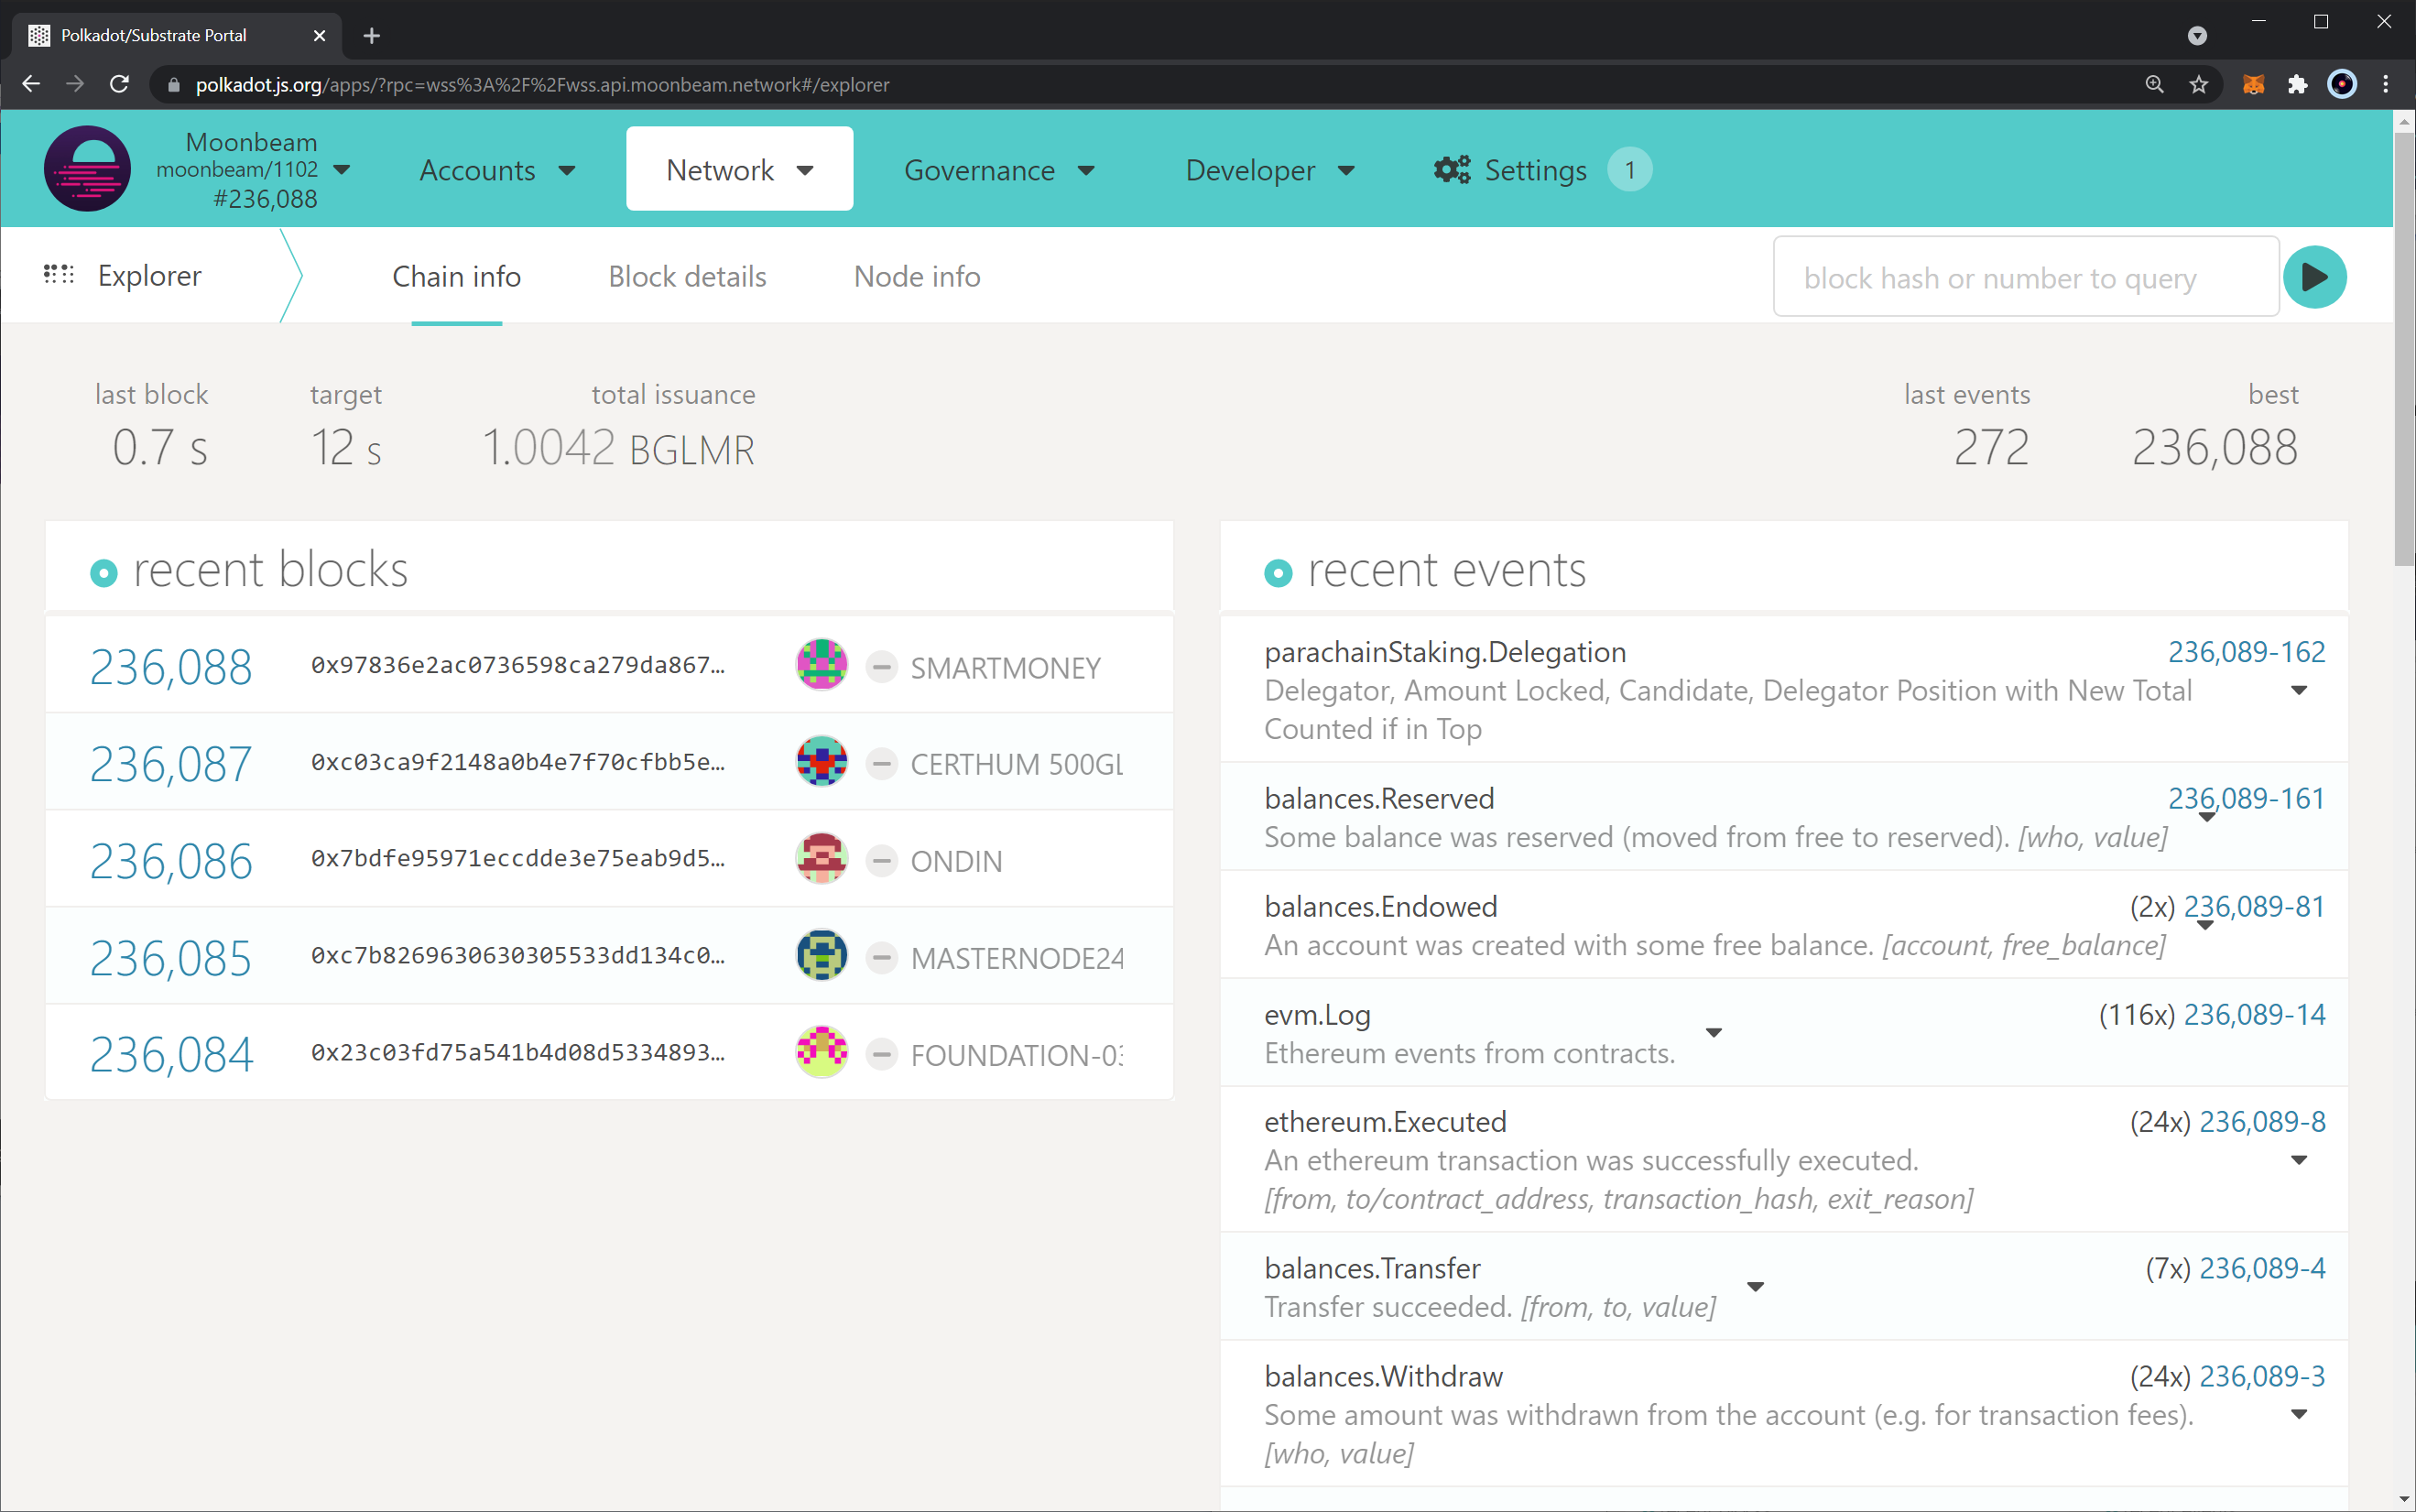 Polkadot/Substrate Portal
polkadot.js.org/apps/?rpc=wss%3A%2F%2Fwss.api.moonbeam.network#/explorer
Moonbeam
moonbeam/1102
#236,088
Accounts
Network
Governance
Developer
Settings
1
Explorer
Chain info
Block details
Node info
block hash or number to query
last block
0.7 s
target
12 s
total issuance
1.0042 BGLMR
last events
272
best
236,088
recent blocks
236,088 0x97836e2ac0736598ca279da867… SMARTMONEY
236,087 0xc03ca9f2148a0b4e7f70cfbb5e… CERTHUM 500GL
236,086 0x7bdfe95971eccdde3e75eab9d5… ONDIN
236,085 0xc7b8269630630305533dd134c0… MASTERNODE24
236,084 0x23c03fd75a541b4d08d5334893… FOUNDATION-03
recent events
parachainStaking.Delegation 236,089-162
Delegator, Amount Locked, Candidate, Delegator Position with New Total
Counted if in Top
balances.Reserved 236,089-161
Some balance was reserved (moved from free to reserved). [who, value]
balances.Endowed (2x) 236,089-81
An account was created with some free balance. [account, free_balance]
evm.Log (116x) 236,089-14
Ethereum events from contracts.
ethereum.Executed (24x) 236,089-8
An ethereum transaction was successfully executed.
[from, to/contract_address, transaction_hash, exit_reason]
balances.Transfer (7x) 236,089-4
Transfer succeeded. [from, to, value]
balances.Withdraw (24x) 236,089-3
Some amount was withdrawn from the account (e.g. for transaction fees).
[who, value]